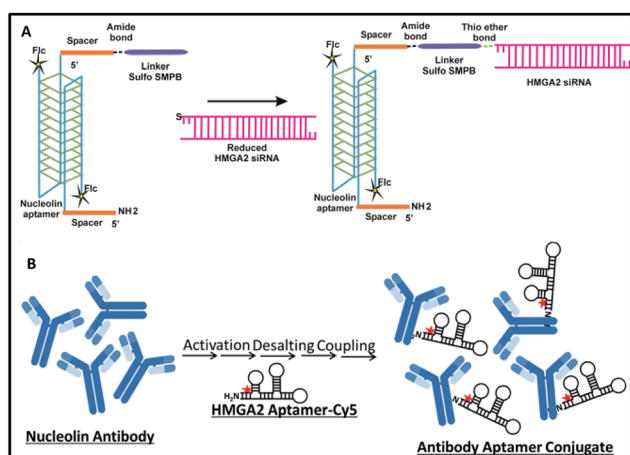 A
Flc
Spacer
Amide
bond
5'
Linker
Sulfo SMPB
S
Reduced
HMGA2 siRNA
Flc
Nucleolin
aptamer
NH2
Spacer
5'
Flc
Spacer
Amide
bond
Thio ether
bond
5'
Linker
Sulfo SMPB
HMGA2 siRNA
Flc
Nucleolin
aptamer
NH2
Spacer
5'
B
Activation Desalting Coupling
H₂N
HMGA2 Aptamer-Cy5
Nucleolin Antibody
Antibody Aptamer Conjugate